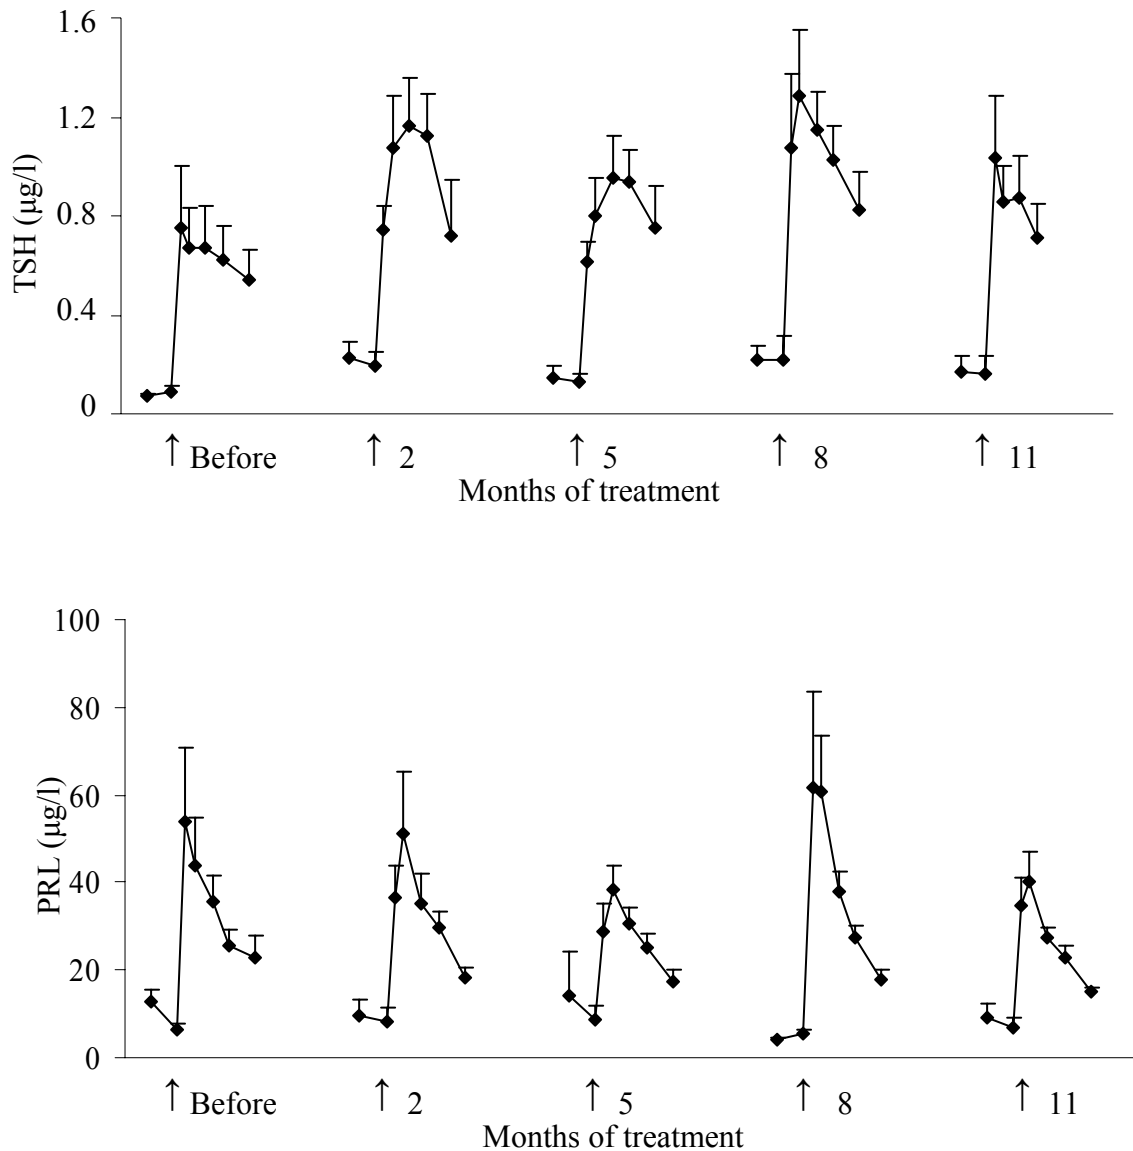 1.6
1.2
0.8
0.4
0
TSH (µg/l)
↑ Before ↑ 2 ↑ 5 ↑ 8 ↑ 11
Months of treatment
100
80
60
40
20
0
PRL (µg/l)
↑ Before ↑ 2 ↑ 5 ↑ 8 ↑ 11
Months of treatment